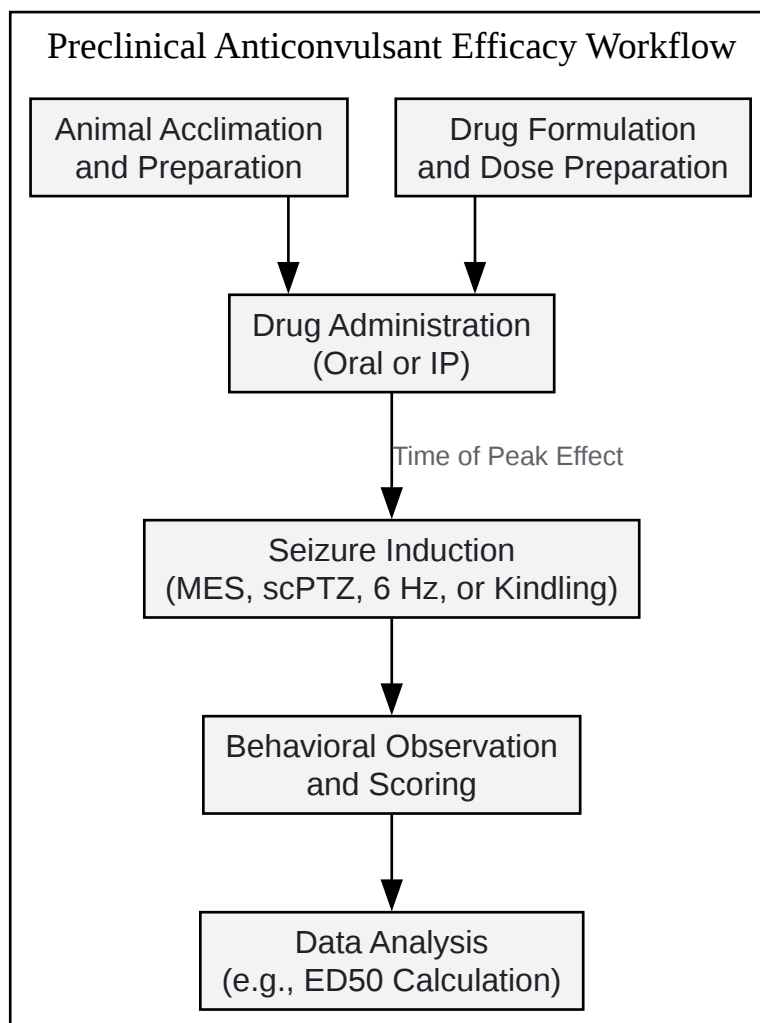 Preclinical Anticonvulsant Efficacy Workflow
Animal Acclimation
and Preparation
Drug Formulation
and Dose Preparation
Drug Administration
(Oral or IP)
Time of Peak Effect
Seizure Induction
(MES, scPTZ, 6 Hz, or Kindling)
Behavioral Observation
and Scoring
Data Analysis
(e.g., ED50 Calculation)